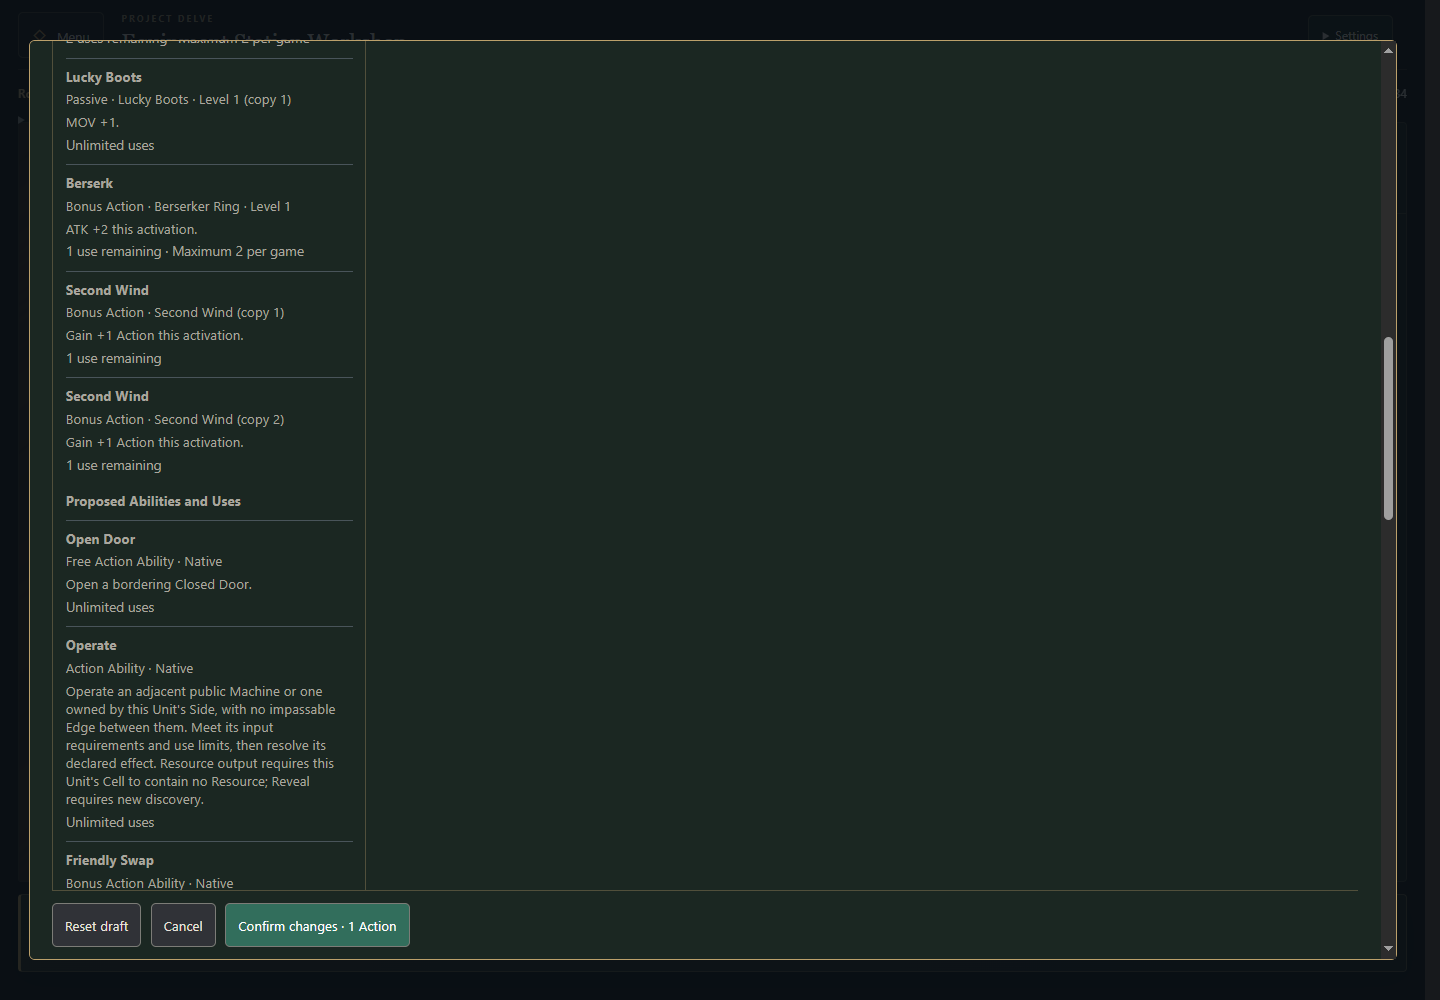 PROJECT DELVE
Menu
Settings
2 uses remaining · Maximum 2 per game
Lucky Boots
Passive · Lucky Boots · Level 1 (copy 1)
MOV +1.
Unlimited uses
Berserk
Bonus Action · Berserker Ring · Level 1
ATK +2 this activation.
1 use remaining · Maximum 2 per game
Second Wind
Bonus Action · Second Wind (copy 1)
Gain +1 Action this activation.
1 use remaining
Second Wind
Bonus Action · Second Wind (copy 2)
Gain +1 Action this activation.
1 use remaining
Proposed Abilities and Uses
Open Door
Free Action Ability · Native
Open a bordering Closed Door.
Unlimited uses
Operate
Action Ability · Native
Operate an adjacent public Machine or one
owned by this Unit's Side, with no impassable
Edge between them. Meet its input
requirements and use limits, then resolve its
declared effect. Resource output requires this
Unit's Cell to contain no Resource; Reveal
requires new discovery.
Unlimited uses
Friendly Swap
Bonus Action Ability · Native
Reset draft
Cancel
Confirm changes · 1 Action